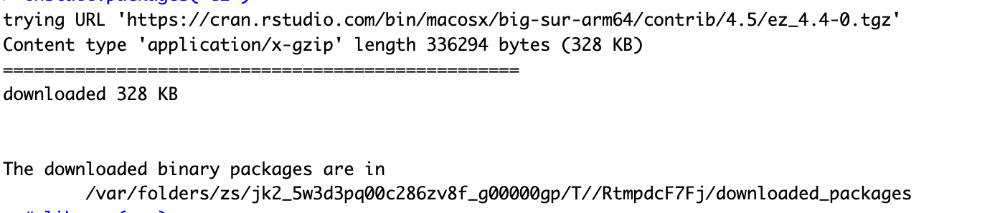 trying URL 'https://cran.rstudio.com/bin/macosx/big-sur-arm64/contrib/4.5/ez_4.4-0.tgz'
Content type 'application/x-gzip' length 336294 bytes (328 KB)
==================================================
downloaded 328 KB
The downloaded binary packages are in
/var/folders/zs/jk2_5w3d3pq00c286zv8f_g00000gp/T//RtmpdcF7Fj/downloaded_packages